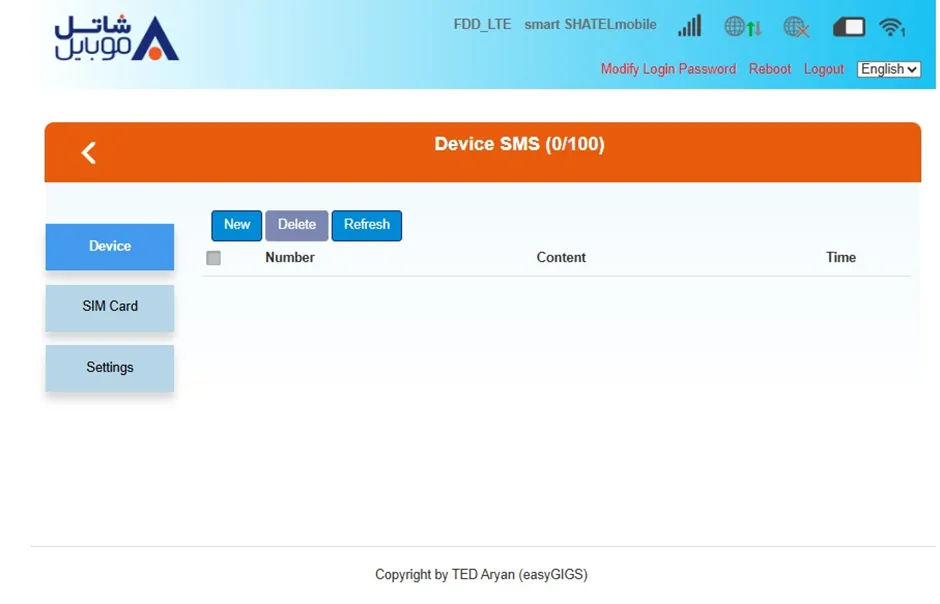 شاتل
موبایل
FDD_LTE smart SHATELmobile
1
Modify Login Password Reboot Logout English
Device SMS (0/100)
New Delete Refresh
Device
Number Content Time
SIM Card
Settings
Copyright by TED Aryan (easyGIGS)